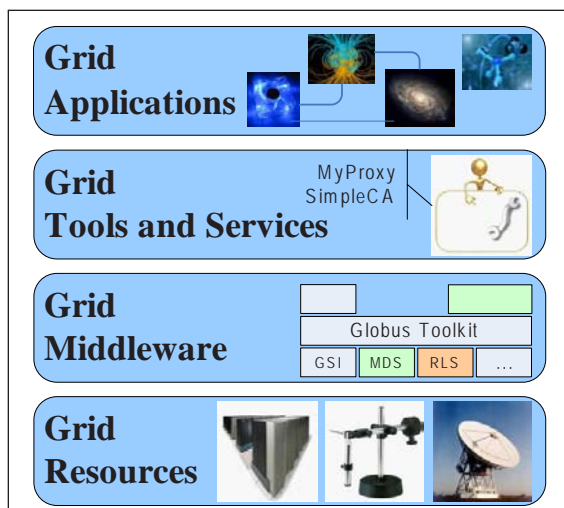 Grid
Applications
Grid
Tools and Services
MyProxy
SimpleCA
Grid
Middleware
Globus Toolkit
GSI MDS RLS ...
Grid
Resources